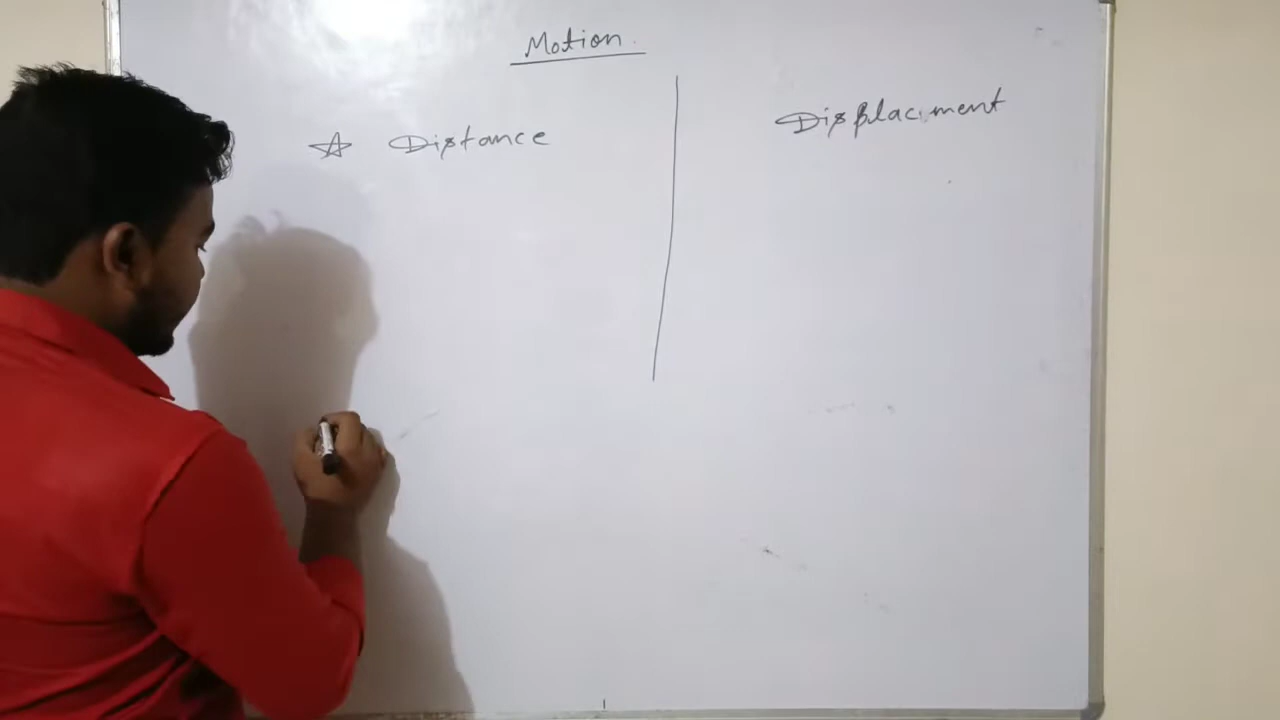 Motion.
☆ Distance
Displacement